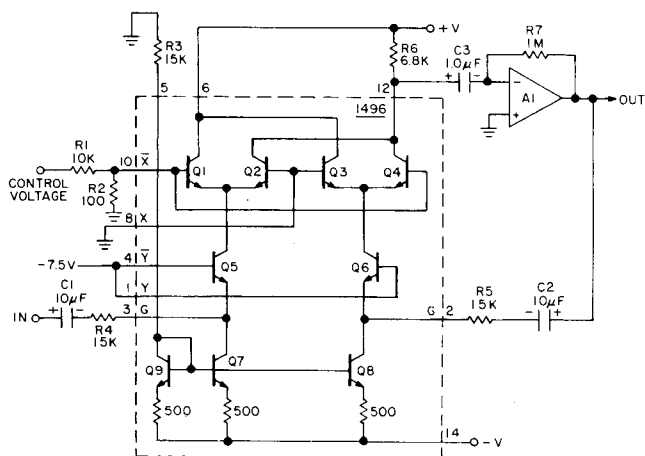 R3
15K
+V
R6
6.8K
C3
1.0μF
+
-
R7
1M
5
6
12
1496
-
A1
+
OUT
R1
10K
10
X̅
Q1
Q2
Q3
Q4
CONTROL
VOLTAGE
R2
100
8
X
-7.5V
4
Y̅
Q5
Q6
1
Y
C1
10μF
+
-
IN
R4
15K
3
G
G
2
R5
15K
C2
10μF
-
+
Q9
Q7
Q8
500
500
500
14
-V